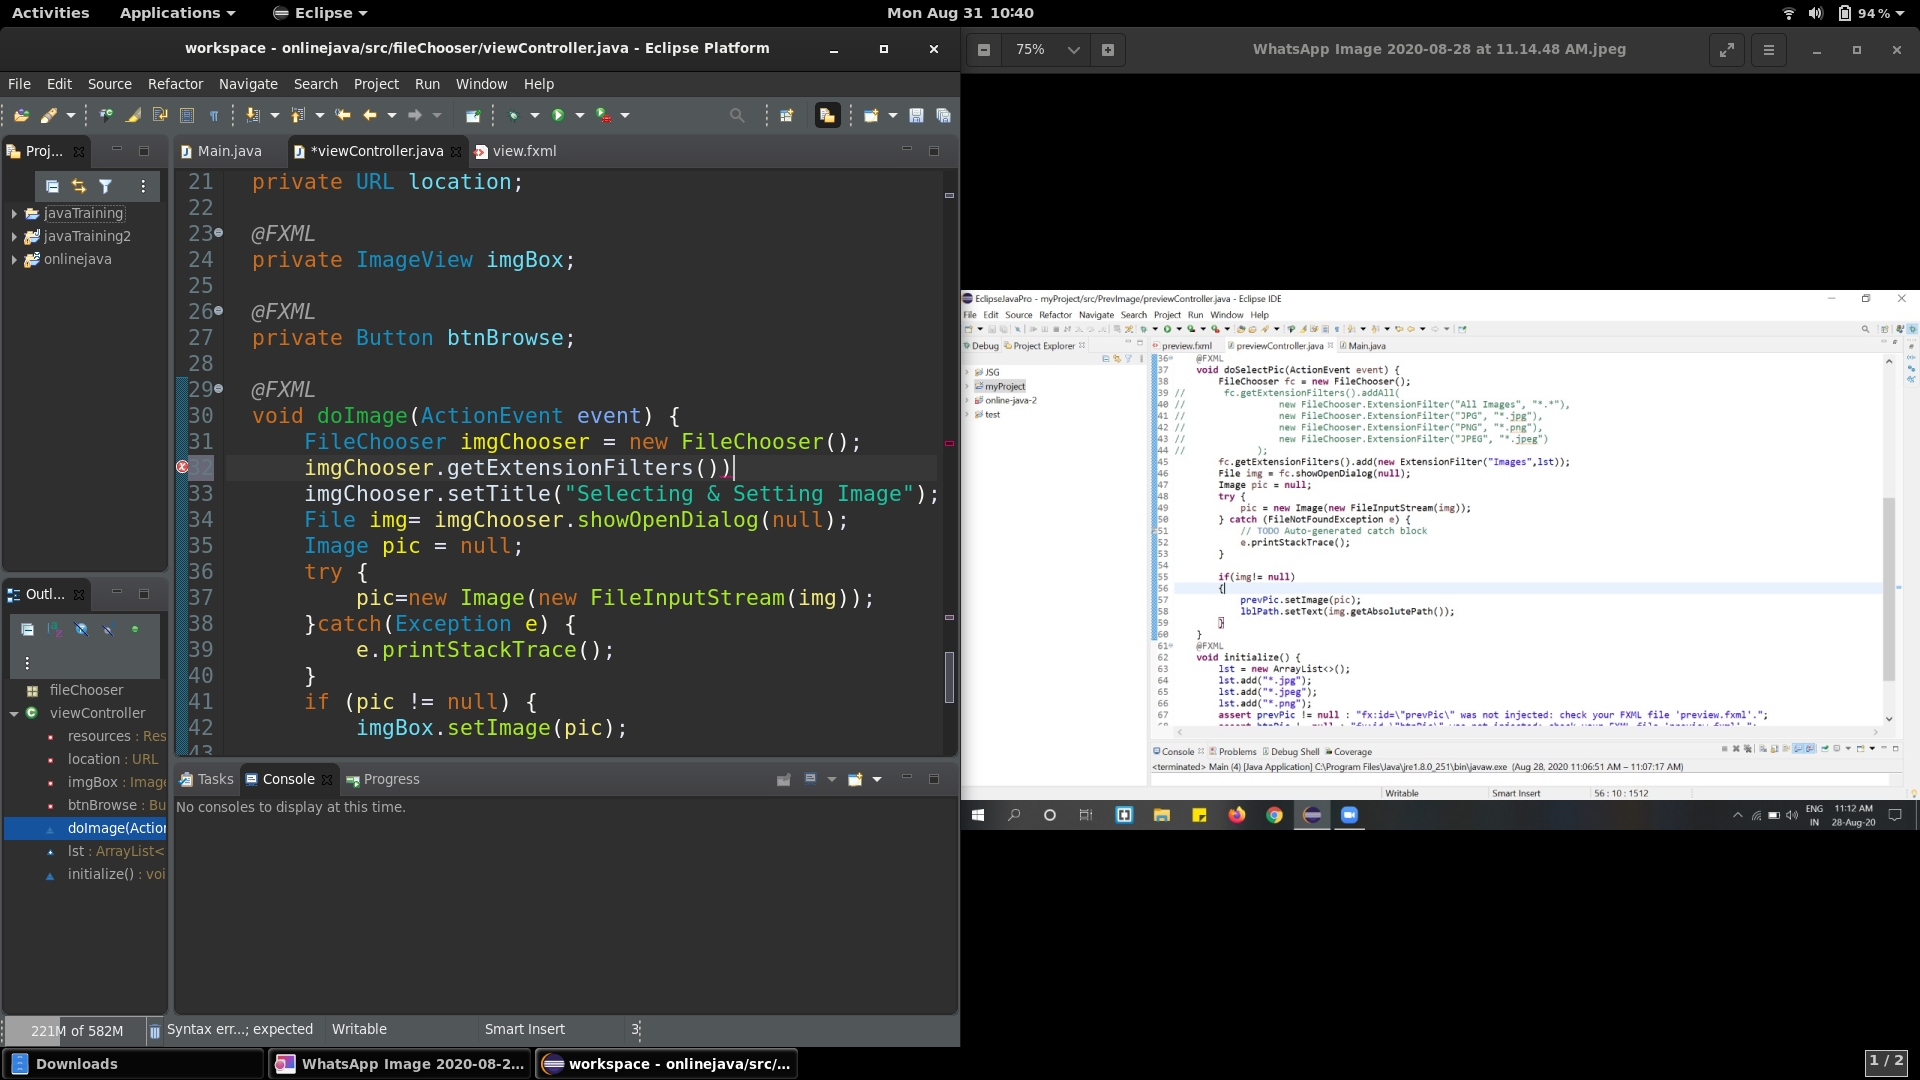 Activities Applications Eclipse Mon Aug 31 10:40 94%
workspace - onlinejava/src/fileChooser/viewController.java - Eclipse Platform
File Edit Source Refactor Navigate Search Project Run Window Help
Proj...
javaTraining
javaTraining2
onlinejava
Main.java *viewController.java view.fxml
21 private URL location;
22
23 @FXML
24 private ImageView imgBox;
25
26 @FXML
27 private Button btnBrowse;
28
29 @FXML
30 void doImage(ActionEvent event) {
31 FileChooser imgChooser = new FileChooser();
32 imgChooser.getExtensionFilters())
33 imgChooser.setTitle("Selecting & Setting Image");
34 File img= imgChooser.showOpenDialog(null);
35 Image pic = null;
36 try {
37 pic=new Image(new FileInputStream(img));
38 }catch(Exception e) {
39 e.printStackTrace();
40 }
41 if (pic != null) {
42 imgBox.setImage(pic);
43
Outl...
fileChooser
viewController
resources : Res
location : URL
imgBox : Image
btnBrowse : Bu
doImage(Action
lst : ArrayList<
initialize() : voi
Tasks Console Progress
No consoles to display at this time.
221M of 582M Syntax err...; expected Writable Smart Insert 3
Downloads WhatsApp Image 2020-08-2... workspace - onlinejava/src/... 1 / 2
75% WhatsApp Image 2020-08-28 at 11.14.48 AM.jpeg
EclipseJavaPro - myProject/src/PrevImage/previewController.java - Eclipse IDE
File Edit Source Refactor Navigate Search Project Run Window Help
Debug Project Explorer
JSG
myProject
online-java-2
test
preview.fxml previewController.java Main.java
36 @FXML
37 void doSelectPic(ActionEvent event) {
38 FileChooser fc = new FileChooser();
39 // fc.getExtensionFilters().addAll(
40 // new FileChooser.ExtensionFilter("All Images", "*.*"),
41 // new FileChooser.ExtensionFilter("JPG", "*.jpg"),
42 // new FileChooser.ExtensionFilter("PNG", "*.png"),
43 // new FileChooser.ExtensionFilter("JPEG", "*.jpeg")
44 // );
45 fc.getExtensionFilters().add(new ExtensionFilter("Images",lst));
46 File img = fc.showOpenDialog(null);
47 Image pic = null;
48 try {
49 pic = new Image(new FileInputStream(img));
50 } catch (FileNotFoundException e) {
51 // TODO Auto-generated catch block
52 e.printStackTrace();
53 }
54
55 if(img!= null)
56 {
57 prevPic.setImage(pic);
58 lblPath.setText(img.getAbsolutePath());
59 }
60 }
61 @FXML
62 void initialize() {
63 lst = new ArrayList<>();
64 lst.add("*.jpg");
65 lst.add("*.jpeg");
66 lst.add("*.png");
67 assert prevPic != null : "fx:id=\"prevPic\" was not injected: check your FXML file 'preview.fxml'.";
Console Problems Debug Shell Coverage
<terminated> Main (4) [Java Application] C:\Program Files\Java\jre1.8.0_251\bin\javaw.exe (Aug 28, 2020 11:06:51 AM – 11:07:17 AM)
Writable Smart Insert 56 : 10 : 1512
ENG 11:12 AM
IN 28-Aug-20